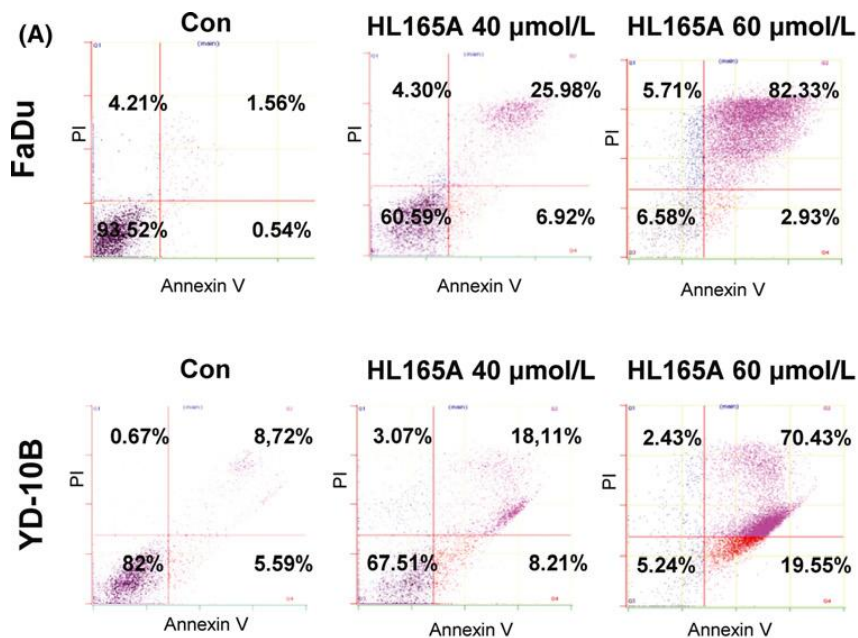 (A)
Con
HL165A 40 μmol/L
HL165A 60 μmol/L
FaDu
PI
4.21%
1.56%
93.52%
0.54%
Annexin V
PI
4.30%
25.98%
60.59%
6.92%
Annexin V
PI
5.71%
82.33%
6.58%
2.93%
Annexin V
Con
HL165A 40 μmol/L
HL165A 60 μmol/L
YD-10B
PI
0.67%
8,72%
82%
5.59%
Annexin V
PI
3.07%
18,11%
67.51%
8.21%
Annexin V
PI
2.43%
70.43%
5.24%
19.55%
Annexin V